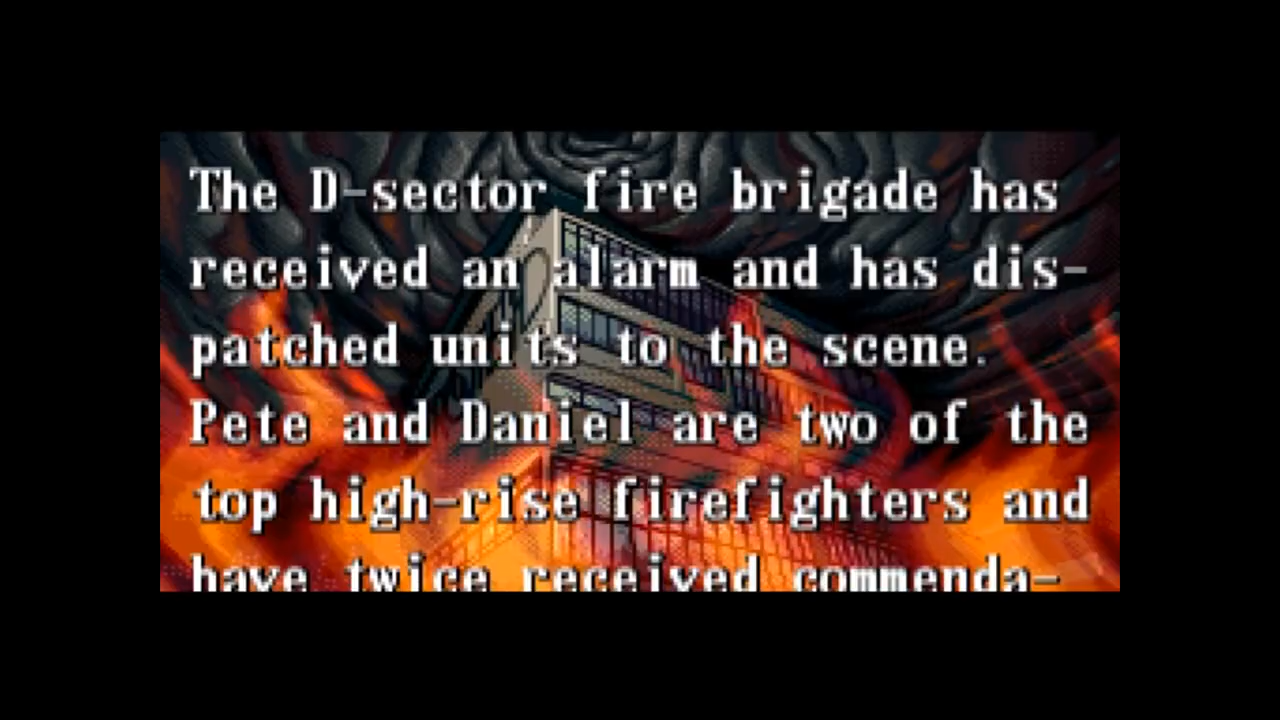 The D-sector fire brigade has
received an alarm and has dis-
patched units to the scene.
Pete and Daniel are two of the
top high-rise firefighters and
have twice received commenda-